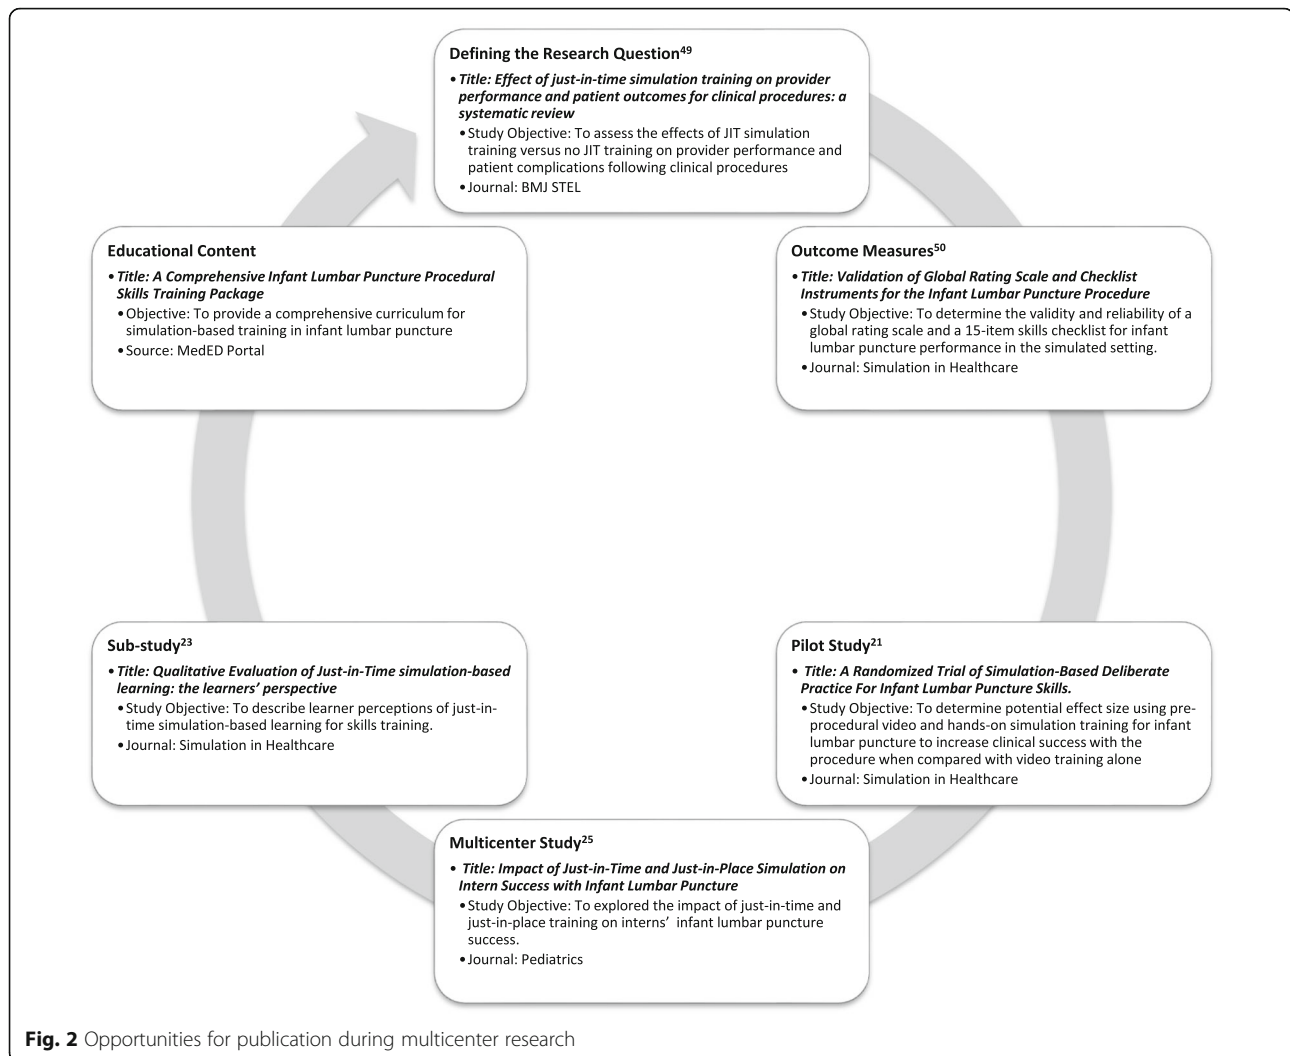 Defining the Research Question49
• Title: Effect of just-in-time simulation training on provider
performance and patient outcomes for clinical procedures: a
systematic review
• Study Objective: To assess the effects of JIT simulation
training versus no JIT training on provider performance and
patient complications following clinical procedures
• Journal: BMJ STEL
Outcome Measures50
• Title: Validation of Global Rating Scale and Checklist
Instruments for the Infant Lumbar Puncture Procedure
• Study Objective: To determine the validity and reliability of a
global rating scale and a 15-item skills checklist for infant
lumbar puncture performance in the simulated setting.
• Journal: Simulation in Healthcare
Pilot Study21
• Title: A Randomized Trial of Simulation-Based Deliberate
Practice For Infant Lumbar Puncture Skills.
• Study Objective: To determine potential effect size using pre-
procedural video and hands-on simulation training for infant
lumbar puncture to increase clinical success with the
procedure when compared with video training alone
• Journal: Simulation in Healthcare
Multicenter Study25
• Title: Impact of Just-in-Time and Just-in-Place Simulation on
Intern Success with Infant Lumbar Puncture
• Study Objective: To explored the impact of just-in-time and
just-in-place training on interns’ infant lumbar puncture
success.
• Journal: Pediatrics
Sub-study23
• Title: Qualitative Evaluation of Just-in-Time simulation-based
learning: the learners’ perspective
• Study Objective: To describe learner perceptions of just-in-
time simulation-based learning for skills training.
• Journal: Simulation in Healthcare
Educational Content
• Title: A Comprehensive Infant Lumbar Puncture Procedural
Skills Training Package
• Objective: To provide a comprehensive curriculum for
simulation-based training in infant lumbar puncture
• Source: MedED Portal
Fig. 2 Opportunities for publication during multicenter research